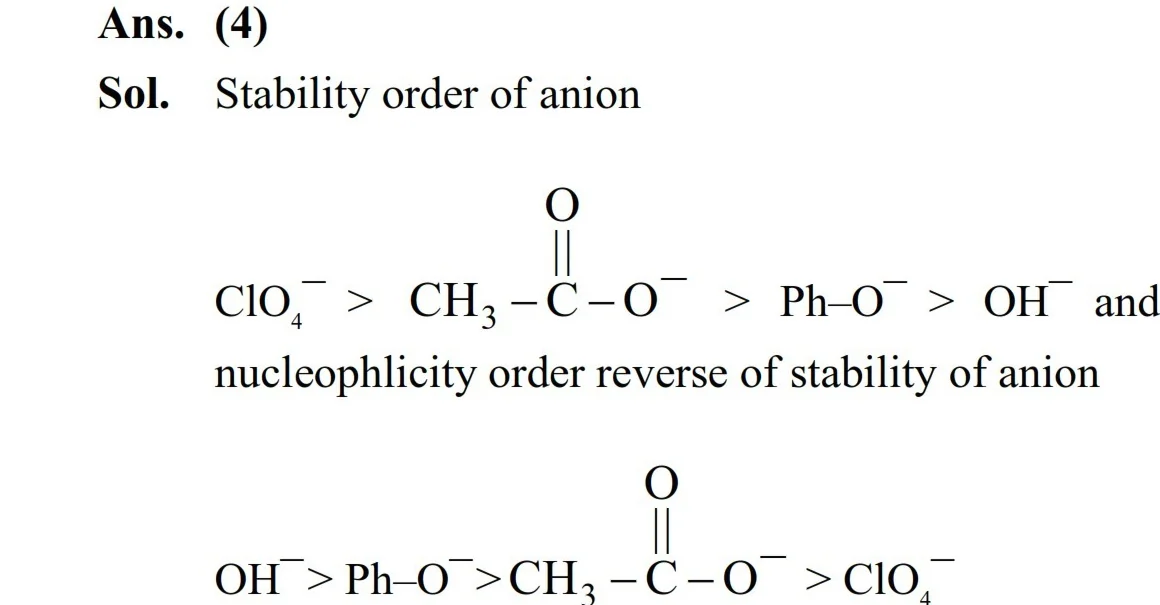 Ans. (4)
Sol. Stability order of anion
O
||
ClO₄⁻ > CH₃ – C – O⁻ > Ph–O⁻ > OH⁻ and
nucleophlicity order reverse of stability of anion
O
||
OH⁻ > Ph–O⁻ > CH₃ – C – O⁻ > ClO₄⁻